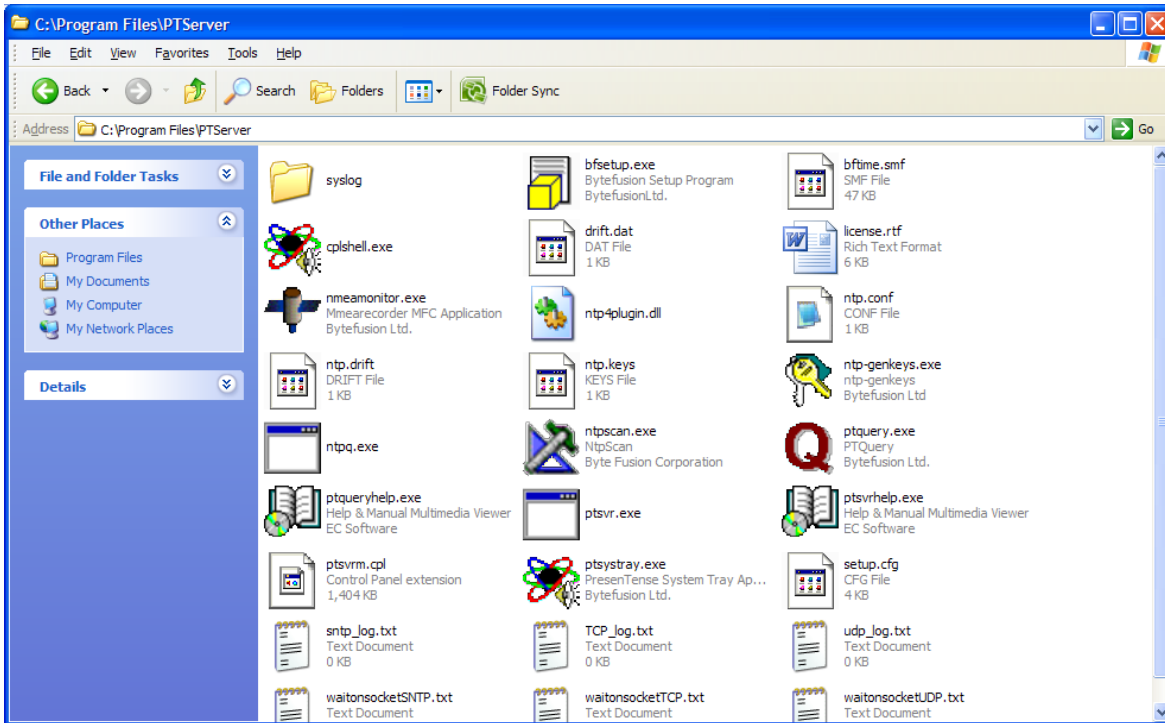 C:\Program Files\PTServer
File Edit View Favorites Tools Help
Back Search Folders Folder Sync
Address C:\Program Files\PTServer Go
File and Folder Tasks
Other Places
Program Files
My Documents
My Computer
My Network Places
Details
syslog
bfsetup.exe
Bytefusion Setup Program
BytefusionLtd.
bftime.smf
SMF File
47 KB
cplshell.exe
drift.dat
DAT File
1 KB
license.rtf
Rich Text Format
6 KB
nmeamonitor.exe
Mmearecorder MFC Application
Bytefusion Ltd.
ntp4plugin.dll
ntp.conf
CONF File
1 KB
ntp.drift
DRIFT File
1 KB
ntp.keys
KEYS File
1 KB
ntp-genkeys.exe
ntp-genkeys
Bytefusion Ltd
ntpq.exe
ntpscan.exe
NtpScan
Byte Fusion Corporation
ptquery.exe
PTQuery
Bytefusion Ltd.
ptqueryhelp.exe
Help & Manual Multimedia Viewer
EC Software
ptsvr.exe
ptsvrhelp.exe
Help & Manual Multimedia Viewer
EC Software
ptsvrm.cpl
Control Panel extension
1,404 KB
ptsystray.exe
PresenTense System Tray Ap...
Bytefusion Ltd.
setup.cfg
CFG File
4 KB
sntp_log.txt
Text Document
0 KB
TCP_log.txt
Text Document
0 KB
udp_log.txt
Text Document
0 KB
waitonsocketSNTP.txt
Text Document
waitonsocketTCP.txt
Text Document
waitonsocketUDP.txt
Text Document